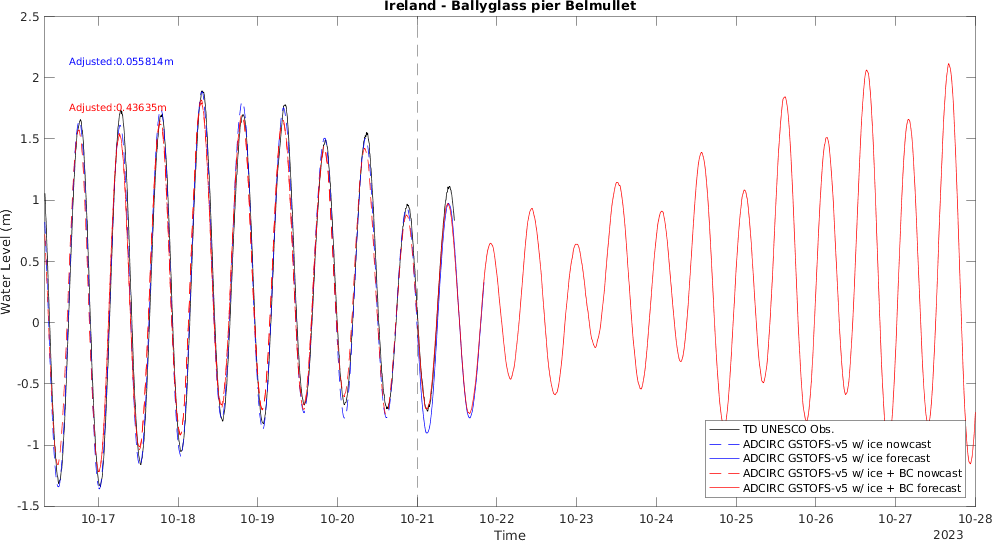 Ireland - Ballyglass pier Belmullet
2.5
2
1.5
1
0.5
0
-0.5
-1
-1.5
Water Level (m)
Adjusted:0.055814m
Adjusted:0.43635m
TD UNESCO Obs.
ADCIRC GSTOFS-v5 w/ ice nowcast
ADCIRC GSTOFS-v5 w/ ice forecast
ADCIRC GSTOFS-v5 w/ ice + BC nowcast
ADCIRC GSTOFS-v5 w/ ice + BC forecast
10-17 10-18 10-19 10-20 10-21 10-22 10-23 10-24 10-25 10-26 10-27 10-28
Time
2023